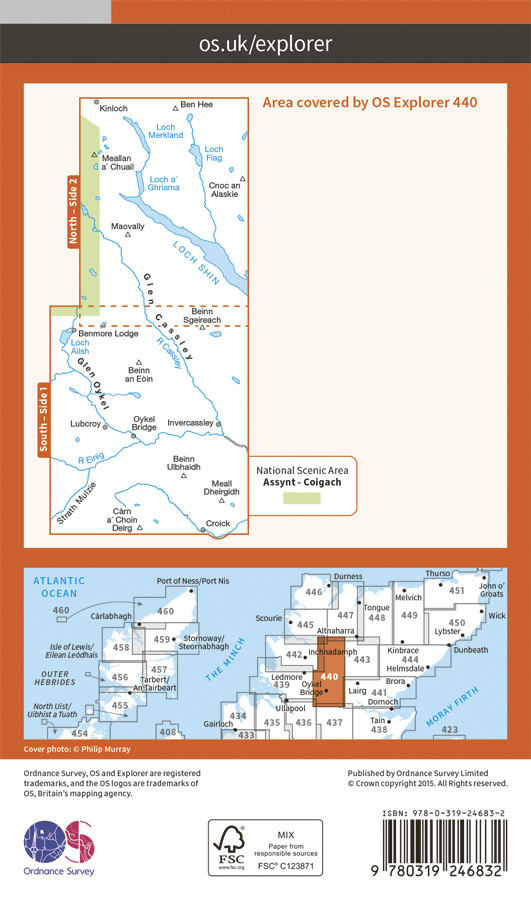 os.uk/explorer
Area covered by OS Explorer 440
North – Side 2
South – Side 1
Kinloch
Ben Hee
Loch
Merkland
Loch
Fiag
Meallan
a' Chuail
Loch a'
Ghriama
Cnoc an
Alaskie
Maovally
LOCH SHIN
Glen Cassley
Beinn
Sgeireach
R Cassley
Benmore Lodge
Loch
Ailsh
Glen Oykel
Beinn
an Eòin
Lubcroy
Oykel
Bridge
Invercassley
R Einig
Strath Mulzie
Beinn
Ulbhaidh
Meall
Dheirgidh
Càrn
a' Choin
Deirg
Croick
National Scenic Area
Assynt - Coigach
ATLANTIC
OCEAN
460
Port of Ness/Port Nis
460
Càrlabhagh
458
459
Stornoway/
Steornabhagh
Isle of Lewis/
Eilean Leòdhais
OUTER
HEBRIDES
456
457
Tarbert/
An Tairbeart
North Uist/
Uibhist a Tuath
455
454
408
THE MINCH
Durness
446
Scourie
445
447
Tongue
448
Melvich
449
Thurso
451
John o'
Groats
Wick
450
Lybster
Altnaharra
Inchnadamph
442
440
443
Kinbrace
444
Helmsdale
Dunbeath
Ledmore
439
Oykel
Bridge
Lairg
Brora
441
Dornoch
Ullapool
Gairloch
434
433
435
436
437
Tain
438
MORAY FIRTH
423
Cover photo: © Philip Murray
Ordnance Survey, OS and Explorer are registered
trademarks, and the OS logos are trademarks of
OS, Britain's mapping agency.
Published by Ordnance Survey Limited
© Crown copyright 2015. All Rights reserved.
OS
Ordnance Survey
FSC
www.fsc.org
MIX
Paper from
responsible sources
FSC® C123871
ISBN: 978-0-319-24683-2
9 780319 246832